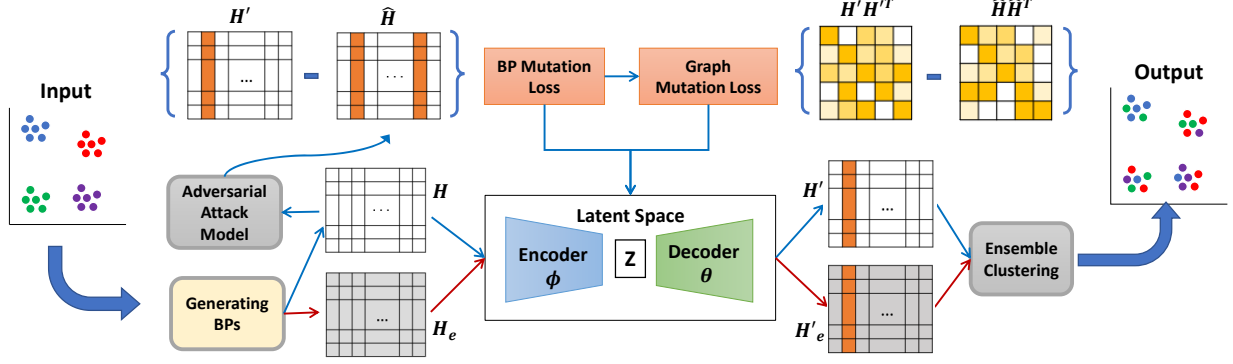 H′
Ĥ
H′H′ᵀ
ĤĤᵀ
...
. . .
BP Mutation
Loss
Graph
Mutation Loss
Input
Output
Adversarial
Attack
Model
. . .
H
Latent Space
Encoder
ϕ
Z
Decoder
θ
H′
...
Ensemble
Clustering
Generating
BPs
...
Hₑ
...
H′ₑ